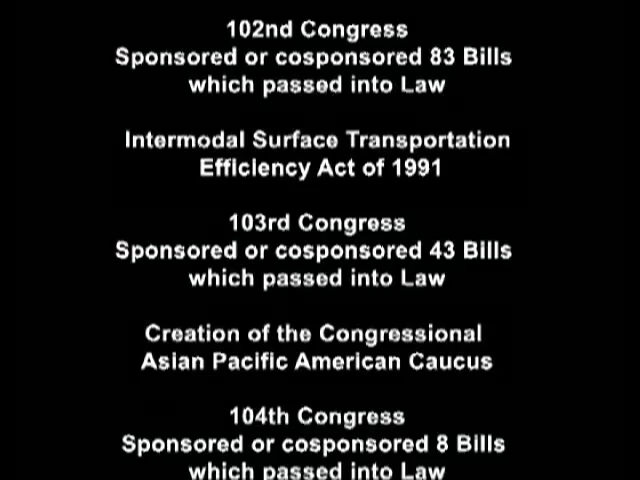 102nd Congress
Sponsored or cosponsored 83 Bills
which passed into Law
Intermodal Surface Transportation
Efficiency Act of 1991
103rd Congress
Sponsored or cosponsored 43 Bills
which passed into Law
Creation of the Congressional
Asian Pacific American Caucus
104th Congress
Sponsored or cosponsored 8 Bills
which passed into Law